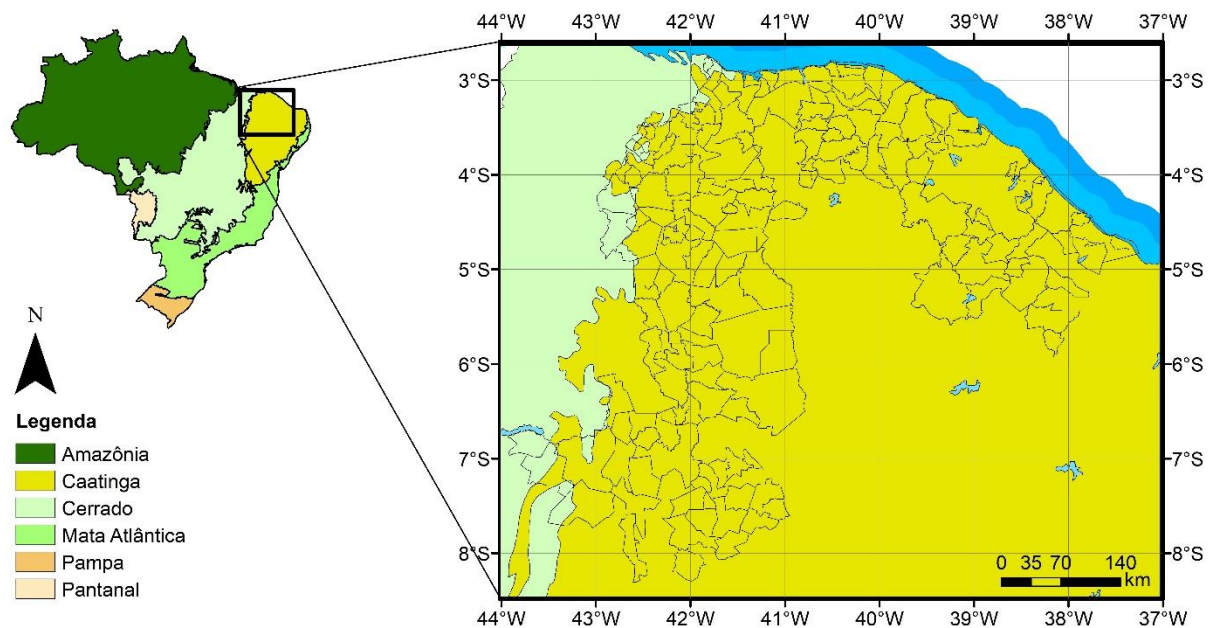 44°W 43°W 42°W 41°W 40°W 39°W 38°W 37°W
3°S 3°S
4°S 4°S
5°S 5°S
6°S 6°S
7°S 7°S
8°S 8°S
N
Legenda
Amazônia
Caatinga
Cerrado
Mata Atlântica
Pampa
Pantanal
0 35 70 140
km
44°W 43°W 42°W 41°W 40°W 39°W 38°W 37°W